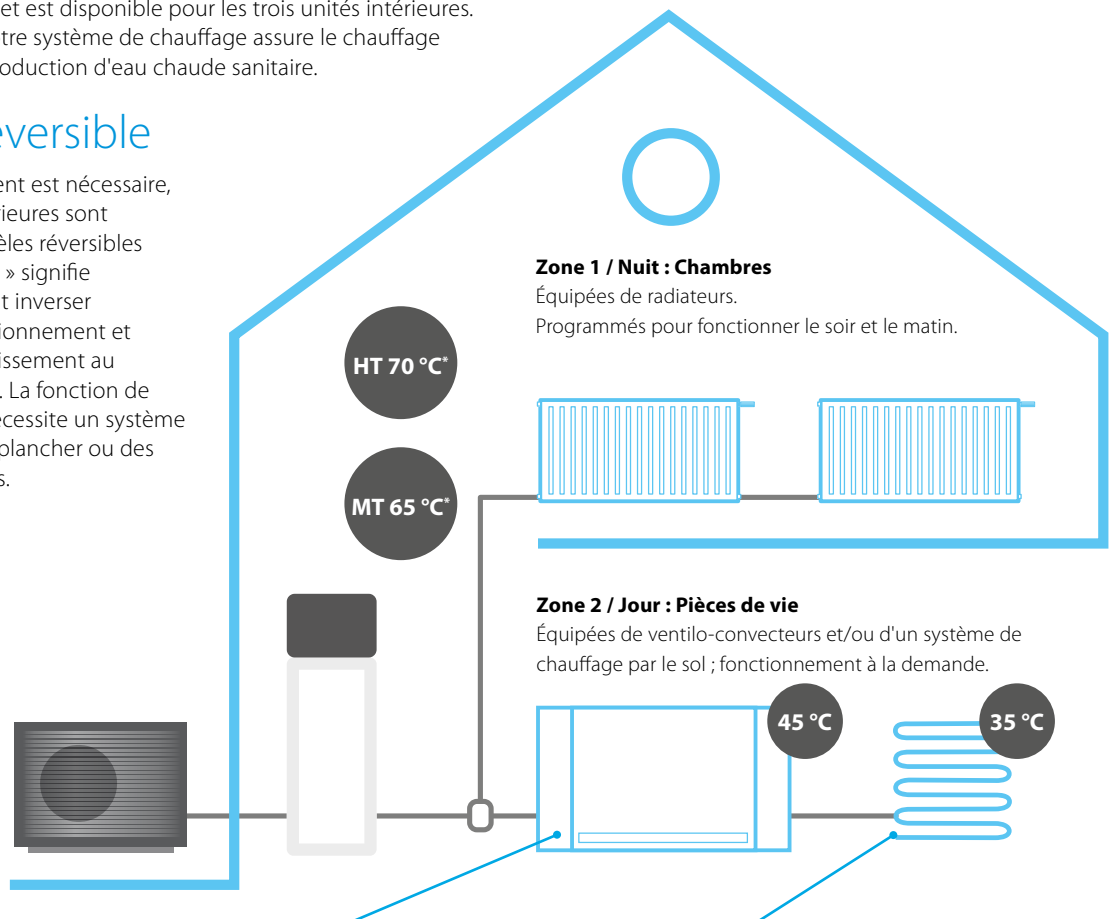 et est disponible pour les trois unités intérieures.
tre système de chauffage assure le chauffage
oduction d'eau chaude sanitaire.
eversible
ent est nécessaire,
rieures sont
èles réversibles
» signifie
t inverser
ionnement et
issement au
. La fonction de
écessite un système
plancher ou des
s.
HT 70 °C*
MT 65 °C*
Zone 1 / Nuit : Chambres
Équipées de radiateurs.
Programmés pour fonctionner le soir et le matin.
Zone 2 / Jour : Pièces de vie
Équipées de ventilo-convecteurs et/ou d'un système de
chauffage par le sol ; fonctionnement à la demande.
45 °C
35 °C